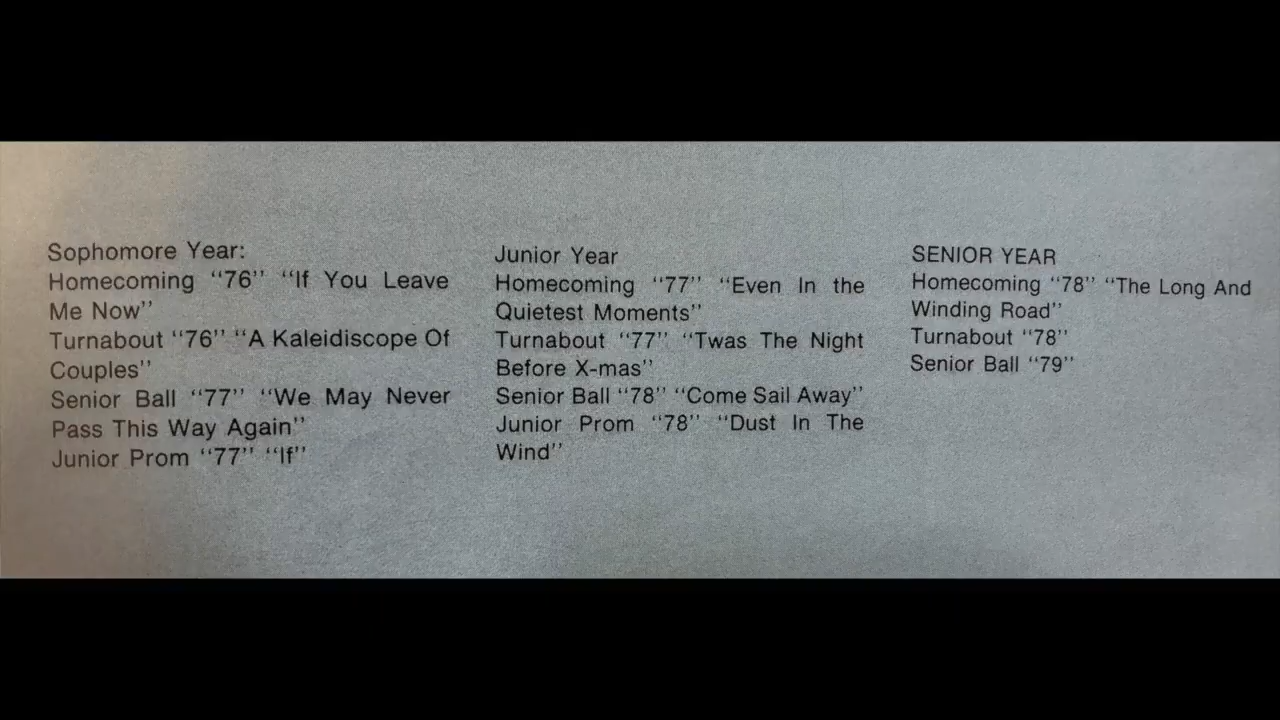 Sophomore Year:
Homecoming ‘‘76’’ ‘‘If You Leave
Me Now’’
Turnabout ‘‘76’’ ‘‘A Kaleidiscope Of
Couples’’
Senior Ball ‘‘77’’ ‘‘We May Never
Pass This Way Again’’
Junior Prom ‘‘77’’ ‘‘If’’
Junior Year
Homecoming ‘‘77’’ ‘‘Even In the
Quietest Moments’’
Turnabout ‘‘77’’ ‘‘Twas The Night
Before X-mas’’
Senior Ball ‘‘78’’ ‘‘Come Sail Away’’
Junior Prom ‘‘78’’ ‘‘Dust In The
Wind’’
SENIOR YEAR
Homecoming ‘‘78’’ ‘‘The Long And
Winding Road’’
Turnabout ‘‘78’’
Senior Ball ‘‘79’’